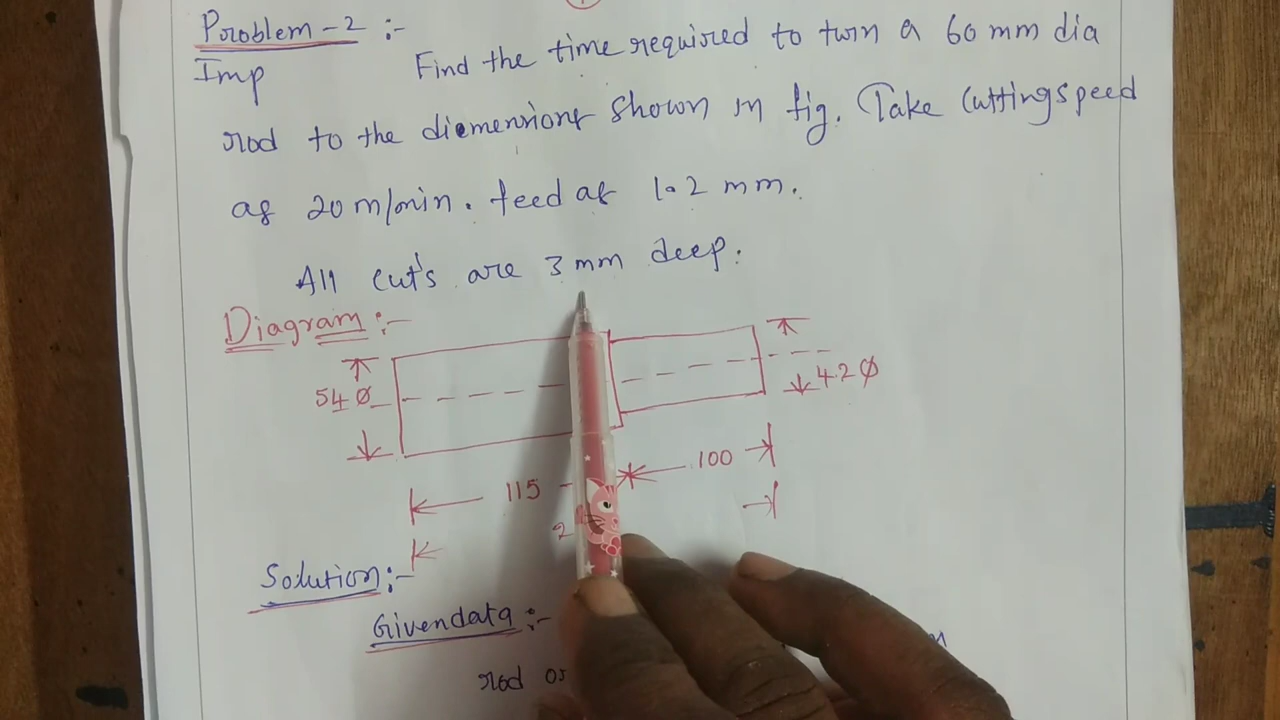 Problem-2 :-
Imp Find the time required to turn a 60 mm dia
rod to the diemensions shown in fig. Take Cuttingspeed
as 20 m/min. feed as 1.2 mm.
All cut's are 3 mm deep.
Diagram:-
54 Ø
42 Ø
115
100
2
Solution:-
Givendata:-
rod